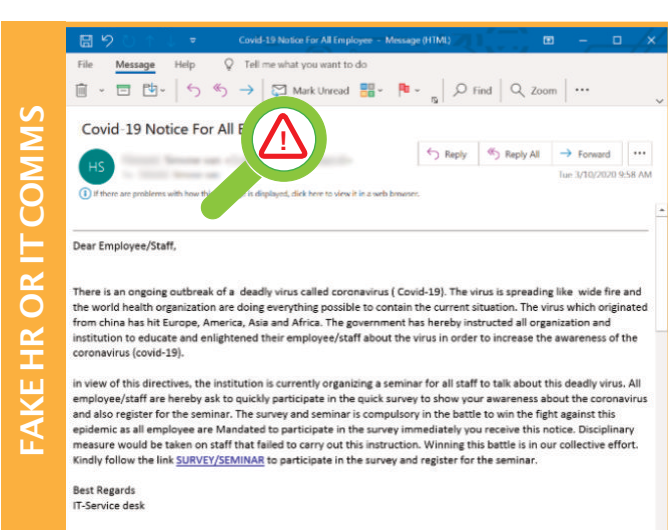 FAKE HR OR IT COMMS
Covid-19 Notice For All Employee - Message (HTML)
File Message Help Tell me what you want to do
Mark Unread Find Zoom
Covid-19 Notice For All E
HS
Reply Reply All Forward
Tue 3/10/2020 9:58 AM
If there are problems with how this is displayed, click here to view it in a web browser.
Dear Employee/Staff,
There is an ongoing outbreak of a deadly virus called coronavirus ( Covid-19). The virus is spreading like wide fire and
the world health organization are doing everything possible to contain the current situation. The virus which originated
from china has hit Europe, America, Asia and Africa. The government has hereby instructed all organization and
institution to educate and enlightened their employee/staff about the virus in order to increase the awareness of the
coronavirus (covid-19).
in view of this directives, the institution is currently organizing a seminar for all staff to talk about this deadly virus. All
employee/staff are hereby ask to quickly participate in the quick survey to show your awareness about the coronavirus
and also register for the seminar. The survey and seminar is compulsory in the battle to win the fight against this
epidemic as all employee are Mandated to participate in the survey immediately you receive this notice. Disciplinary
measure would be taken on staff that failed to carry out this instruction. Winning this battle is in our collective effort.
Kindly follow the link SURVEY/SEMINAR to participate in the survey and register for the seminar.
Best Regards
IT-Service desk